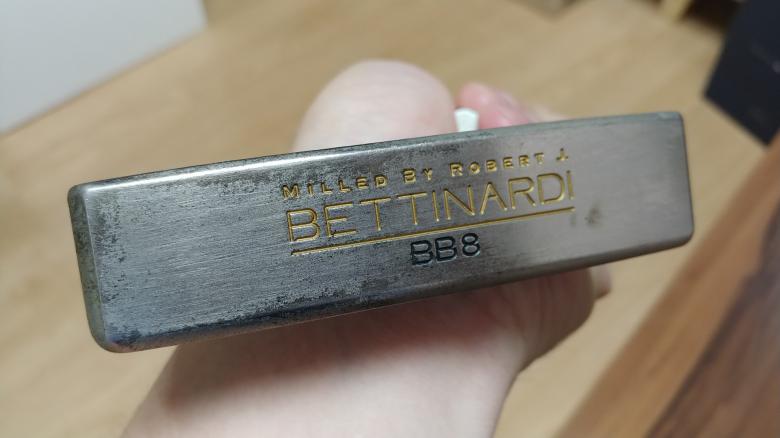 MILLED BY ROBERT J.
BETTINARDI
BB8